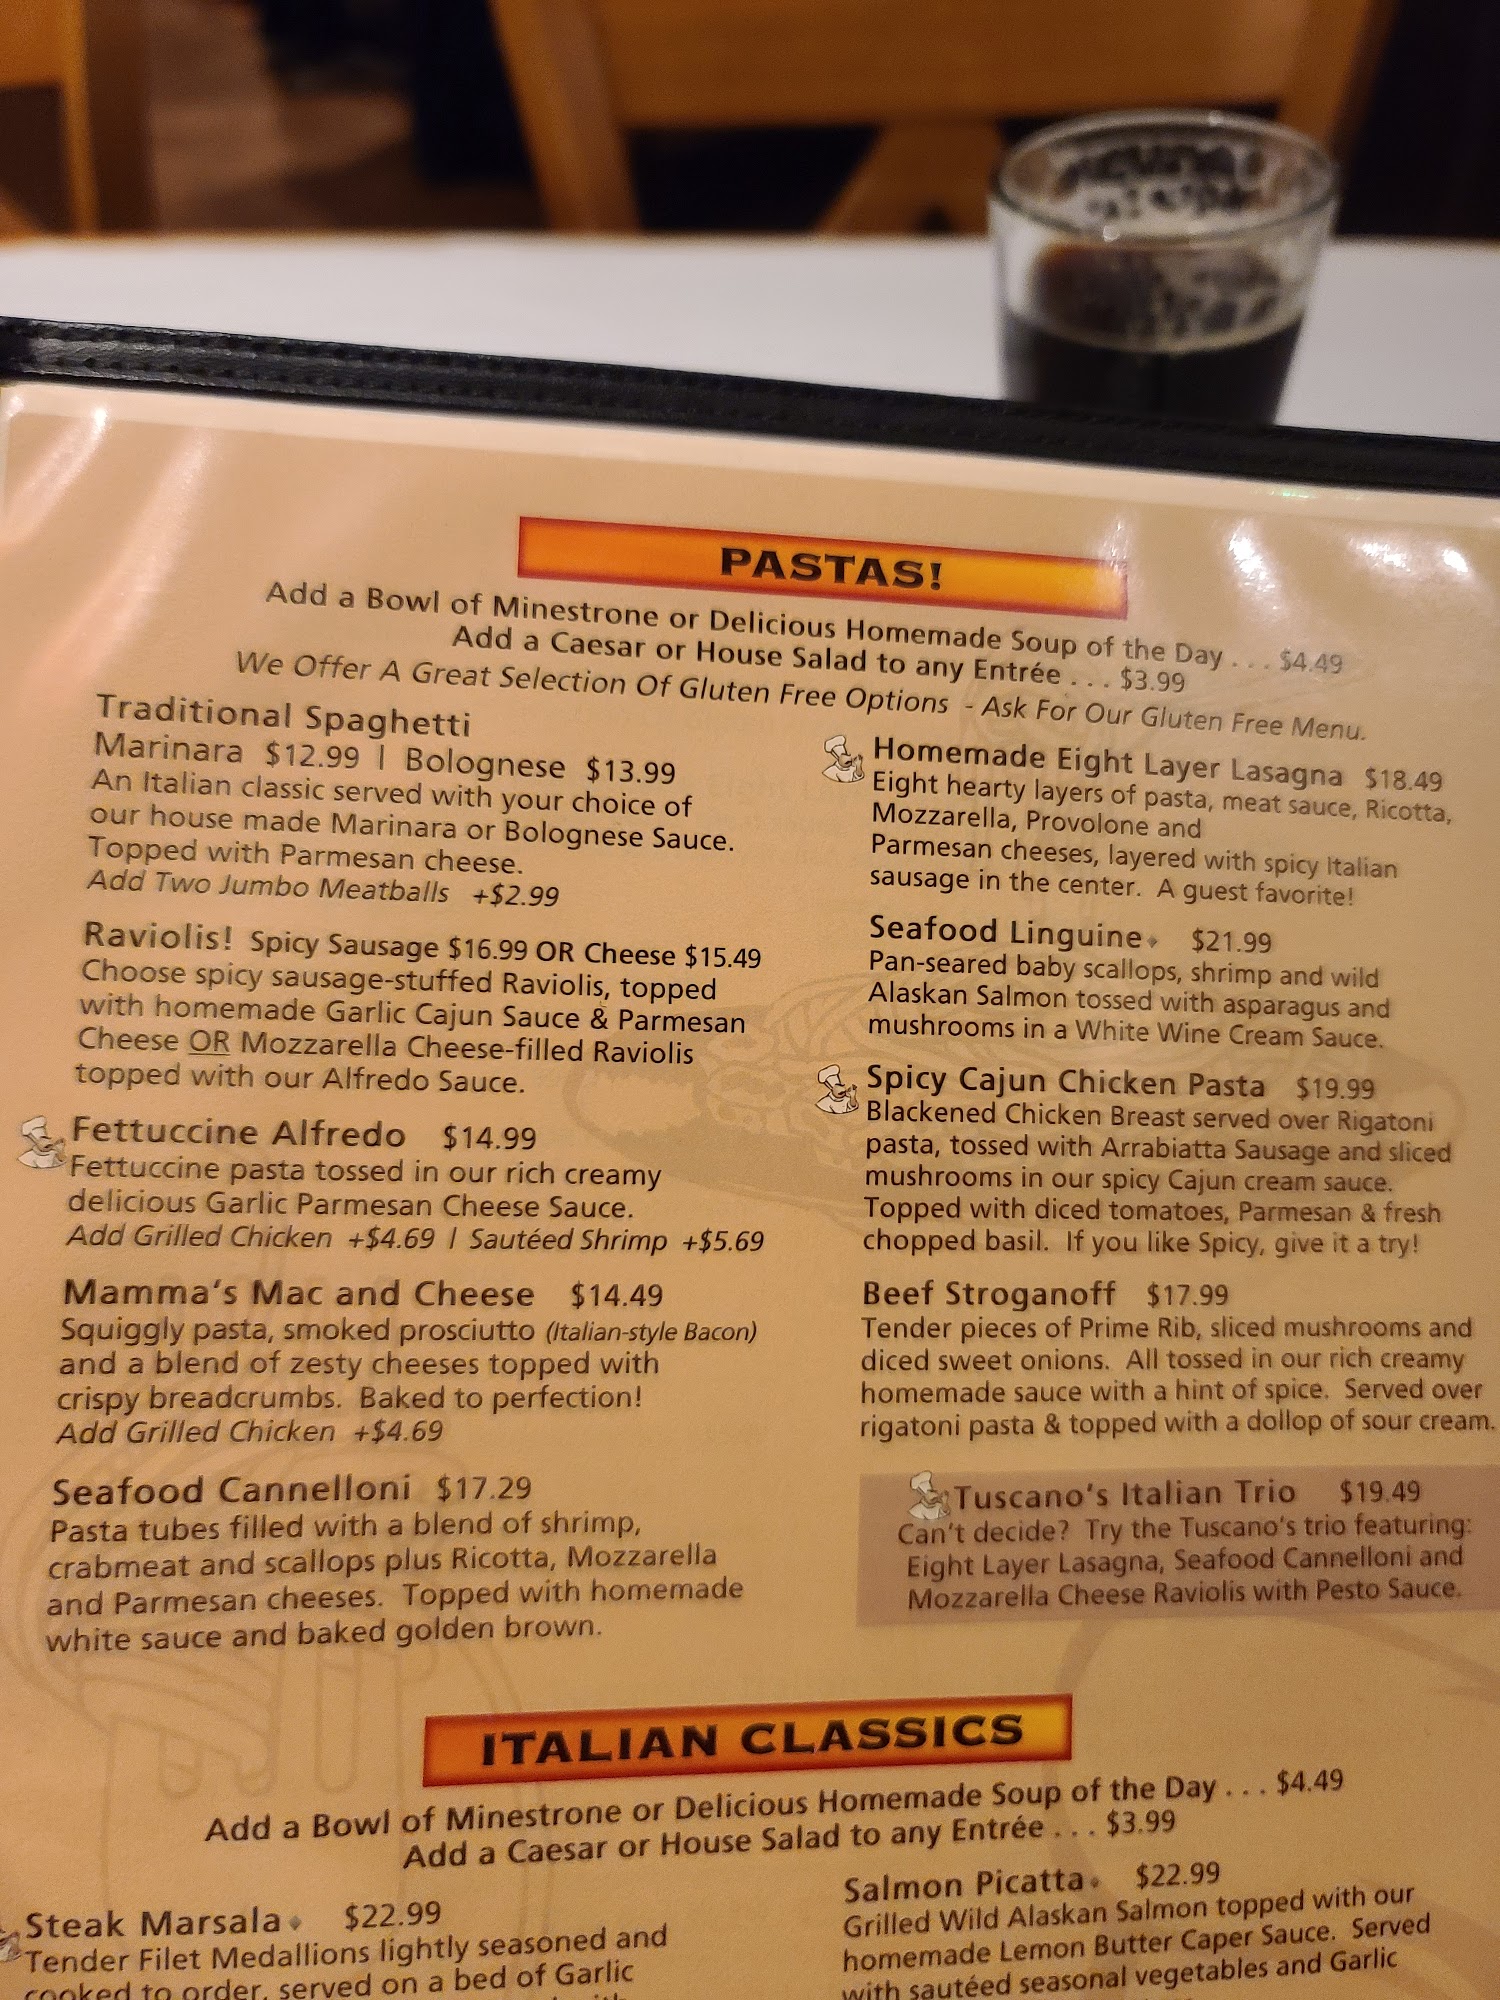 PASTAS!
Add a Bowl of Minestrone or Delicious Homemade Soup of the Day . . . $4.49
Add a Caesar or House Salad to any Entrée . . . $3.99
We Offer A Great Selection Of Gluten Free Options - Ask For Our Gluten Free Menu.
Traditional Spaghetti
Marinara $12.99 | Bolognese $13.99
An Italian classic served with your choice of
our house made Marinara or Bolognese Sauce.
Topped with Parmesan cheese.
Add Two Jumbo Meatballs +$2.99
Raviolis! Spicy Sausage $16.99 OR Cheese $15.49
Choose spicy sausage-stuffed Raviolis, topped
with homemade Garlic Cajun Sauce & Parmesan
Cheese OR Mozzarella Cheese-filled Raviolis
topped with our Alfredo Sauce.
Fettuccine Alfredo $14.99
Fettuccine pasta tossed in our rich creamy
delicious Garlic Parmesan Cheese Sauce.
Add Grilled Chicken +$4.69 | Sautéed Shrimp +$5.69
Mamma's Mac and Cheese $14.49
Squiggly pasta, smoked prosciutto (Italian-style Bacon)
and a blend of zesty cheeses topped with
crispy breadcrumbs. Baked to perfection!
Add Grilled Chicken +$4.69
Seafood Cannelloni $17.29
Pasta tubes filled with a blend of shrimp,
crabmeat and scallops plus Ricotta, Mozzarella
and Parmesan cheeses. Topped with homemade
white sauce and baked golden brown.
Homemade Eight Layer Lasagna $18.49
Eight hearty layers of pasta, meat sauce, Ricotta,
Mozzarella, Provolone and
Parmesan cheeses, layered with spicy Italian
sausage in the center. A guest favorite!
Seafood Linguine♦ $21.99
Pan-seared baby scallops, shrimp and wild
Alaskan Salmon tossed with asparagus and
mushrooms in a White Wine Cream Sauce.
Spicy Cajun Chicken Pasta $19.99
Blackened Chicken Breast served over Rigatoni
pasta, tossed with Arrabiatta Sausage and sliced
mushrooms in our spicy Cajun cream sauce.
Topped with diced tomatoes, Parmesan & fresh
chopped basil. If you like Spicy, give it a try!
Beef Stroganoff $17.99
Tender pieces of Prime Rib, sliced mushrooms and
diced sweet onions. All tossed in our rich creamy
homemade sauce with a hint of spice. Served over
rigatoni pasta & topped with a dollop of sour cream.
Tuscano's Italian Trio $19.49
Can't decide? Try the Tuscano's trio featuring:
Eight Layer Lasagna, Seafood Cannelloni and
Mozzarella Cheese Raviolis with Pesto Sauce.
ITALIAN CLASSICS
Add a Bowl of Minestrone or Delicious Homemade Soup of the Day . . . $4.49
Add a Caesar or House Salad to any Entrée . . . $3.99
Steak Marsala♦ $22.99
Tender Filet Medallions lightly seasoned and
cooked to order, served on a bed of Garlic
Salmon Picatta♦ $22.99
Grilled Wild Alaskan Salmon topped with our
homemade Lemon Butter Caper Sauce. Served
with sautéed seasonal vegetables and Garlic